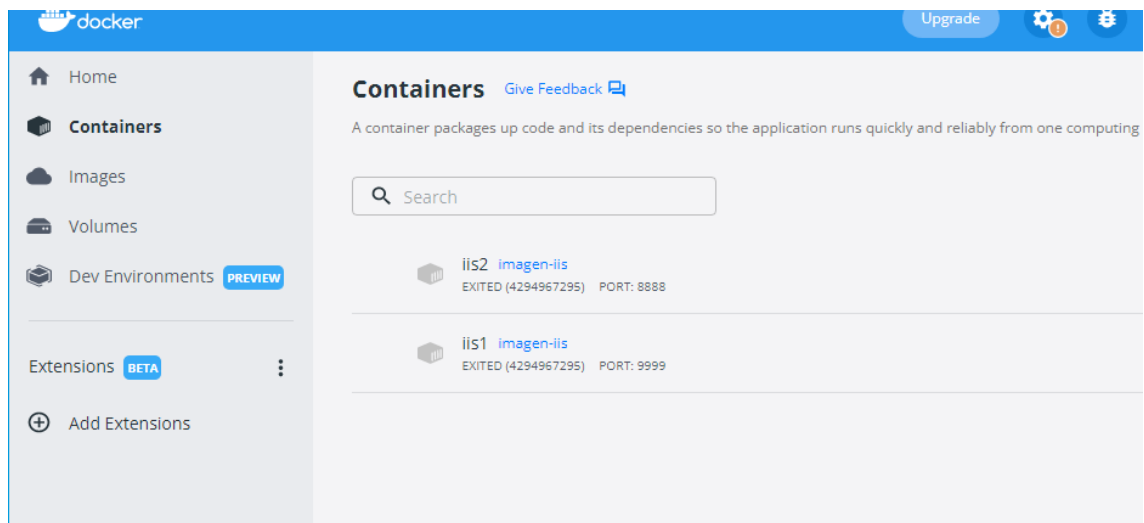 docker
Upgrade
Home
Containers
Images
Volumes
Dev Environments PREVIEW
Extensions BETA
Add Extensions
Containers Give Feedback
A container packages up code and its dependencies so the application runs quickly and reliably from one computing
Search
iis2 imagen-iis
EXITED (4294967295) PORT: 8888
iis1 imagen-iis
EXITED (4294967295) PORT: 9999